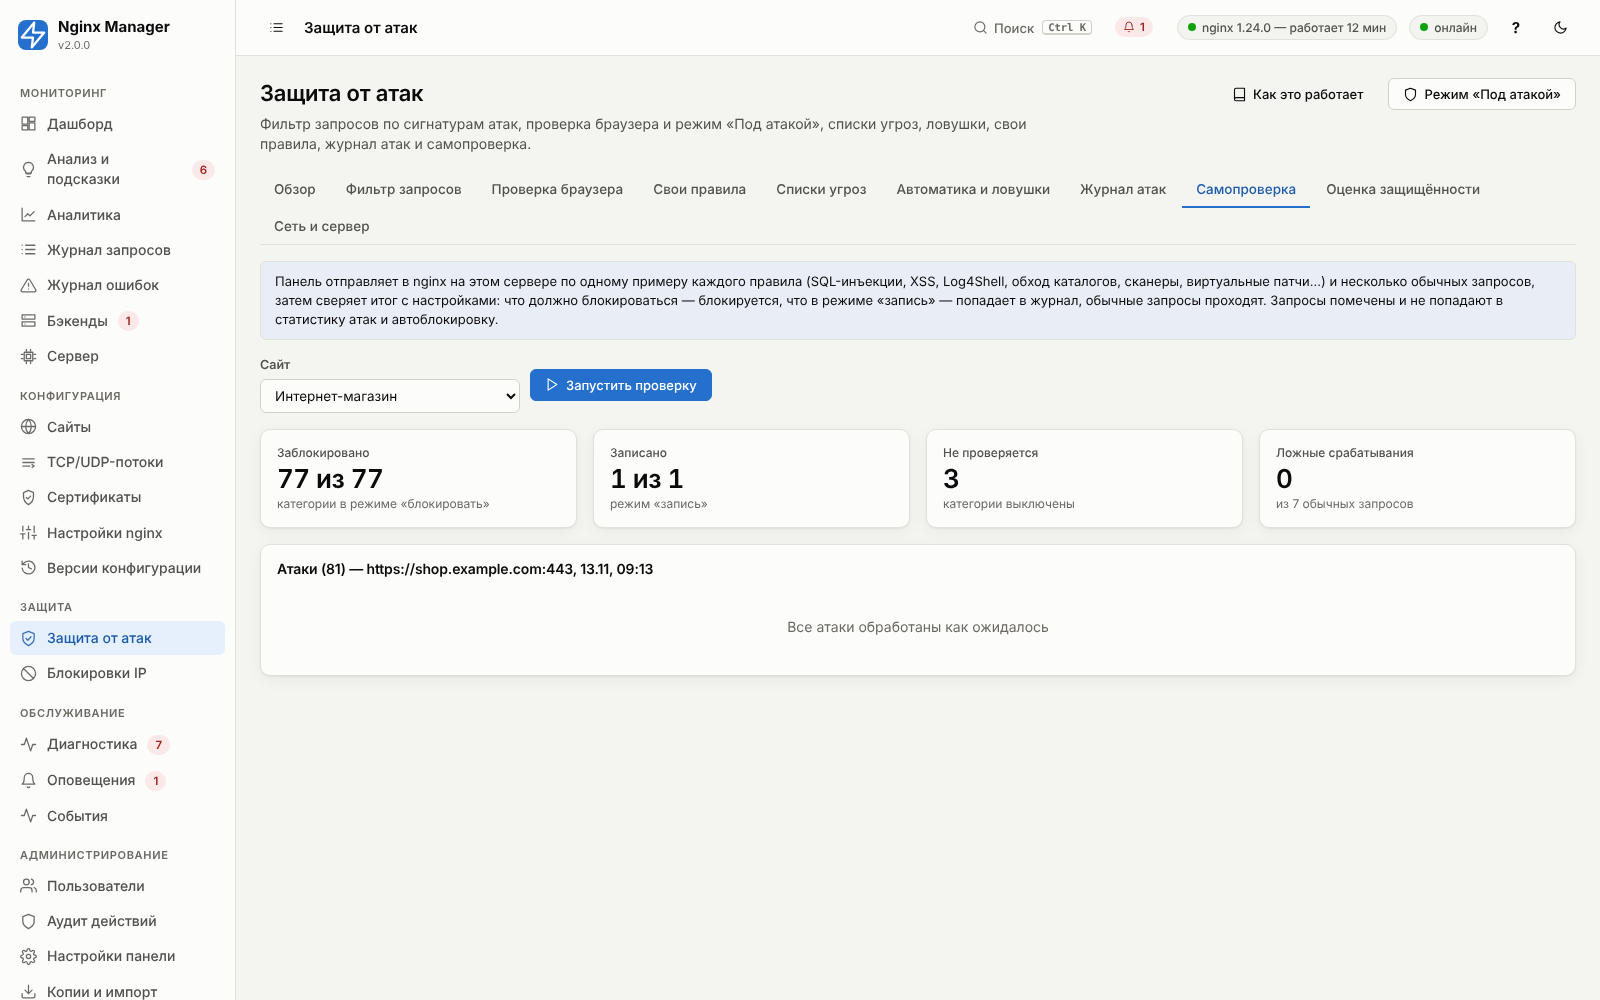 Nginx Manager
v2.0.0
МОНИТОРИНГ
Дашборд
Анализ и
подсказки
6
Аналитика
Журнал запросов
Журнал ошибок
Бэкенды 1
Сервер
КОНФИГУРАЦИЯ
Сайты
TCP/UDP-потоки
Сертификаты
Настройки nginx
Версии конфигурации
ЗАЩИТА
Защита от атак
Блокировки IP
ОБСЛУЖИВАНИЕ
Диагностика 7
Оповещения 1
События
АДМИНИСТРИРОВАНИЕ
Пользователи
Аудит действий
Настройки панели
Копии и импорт
Защита от атак
Поиск Ctrl K
1
nginx 1.24.0 — работает 12 мин
онлайн
?
Защита от атак
Как это работает
Режим «Под атакой»
Фильтр запросов по сигнатурам атак, проверка браузера и режим «Под атакой», списки угроз, ловушки, свои
правила, журнал атак и самопроверка.
Обзор Фильтр запросов Проверка браузера Свои правила Списки угроз Автоматика и ловушки Журнал атак Самопроверка Оценка защищённости
Сеть и сервер
Панель отправляет в nginx на этом сервере по одному примеру каждого правила (SQL-инъекции, XSS, Log4Shell, обход каталогов, сканеры, виртуальные патчи…) и несколько обычных запросов,
затем сверяет итог с настройками: что должно блокироваться — блокируется, что в режиме «запись» — попадает в журнал, обычные запросы проходят. Запросы помечены и не попадают в
статистику атак и автоблокировку.
Сайт
Интернет-магазин
Запустить проверку
Заблокировано
77 из 77
категории в режиме «блокировать»
Записано
1 из 1
режим «запись»
Не проверяется
3
категории выключены
Ложные срабатывания
0
из 7 обычных запросов
Атаки (81) — https://shop.example.com:443, 13.11, 09:13
Все атаки обработаны как ожидалось